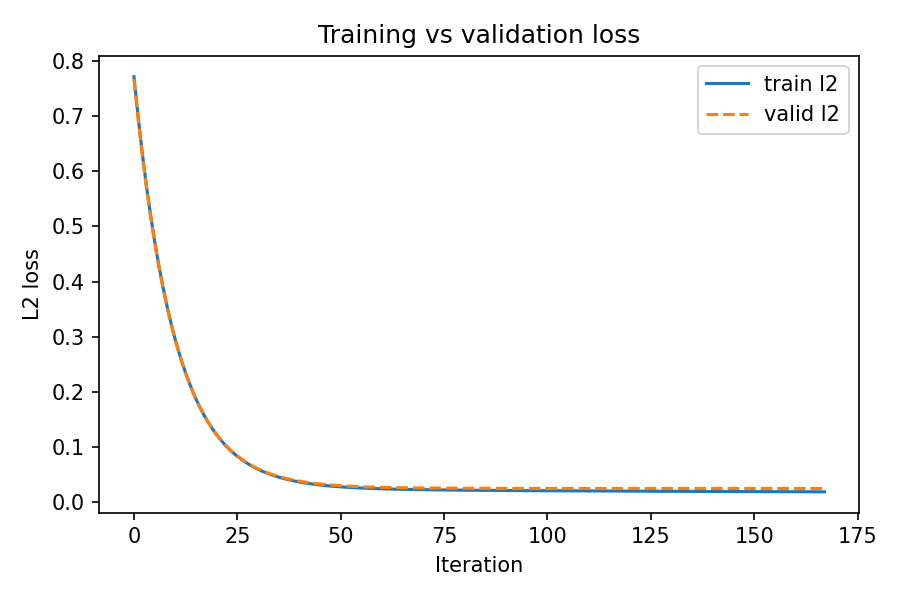 Training vs validation loss
0.8
0.7
0.6
0.5
0.4
0.3
0.2
0.1
0.0
L2 loss
train l2
valid l2
0 25 50 75 100 125 150 175
Iteration